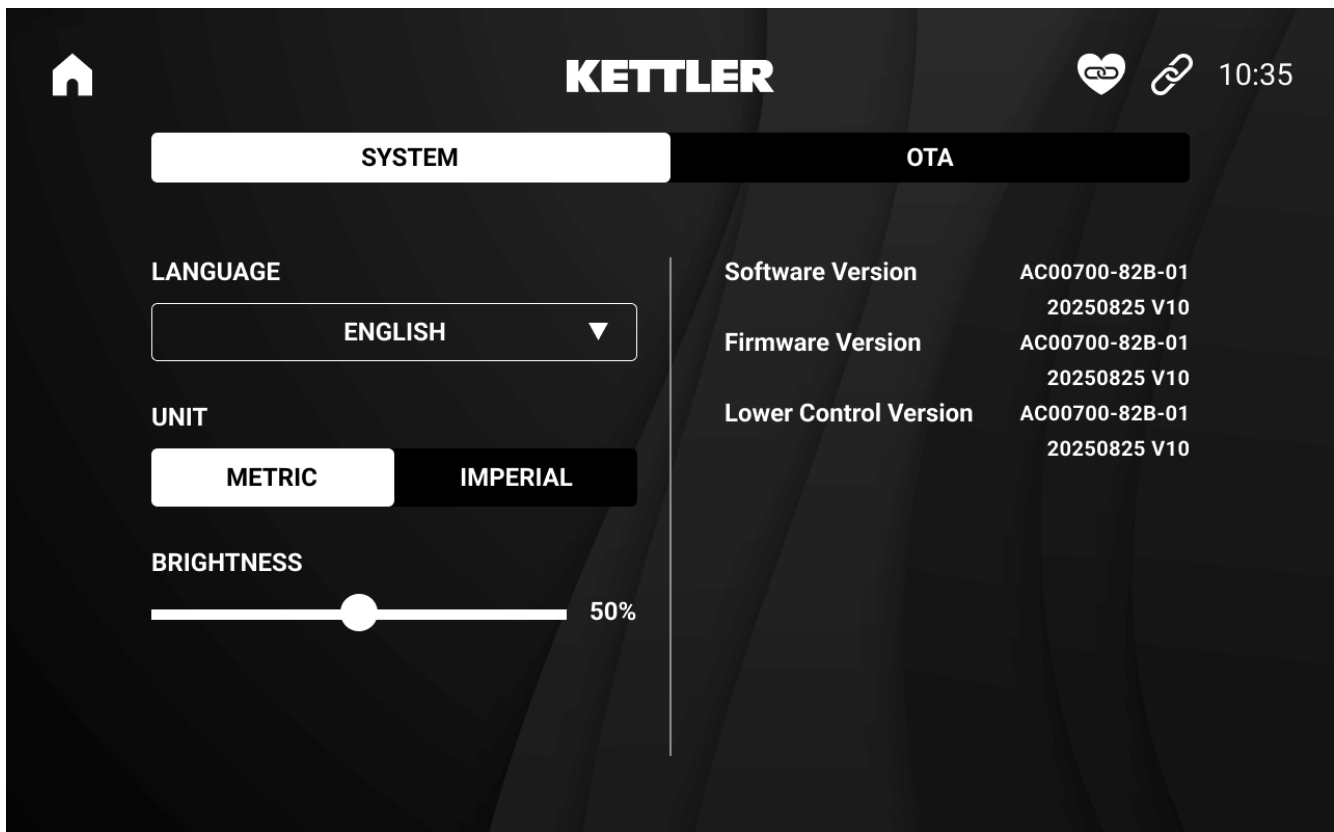 KETTLER
10:35
SYSTEM
OTA
LANGUAGE
ENGLISH
UNIT
METRIC
IMPERIAL
BRIGHTNESS
50%
Software Version AC00700-82B-01
20250825 V10
Firmware Version AC00700-82B-01
20250825 V10
Lower Control Version AC00700-82B-01
20250825 V10